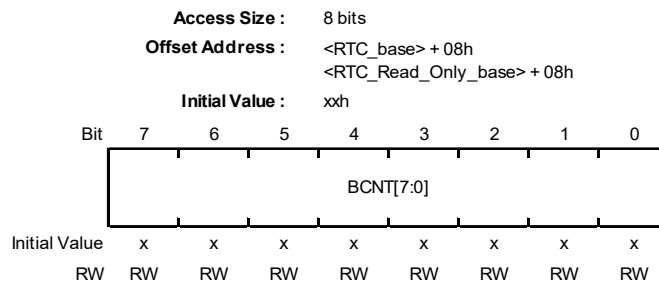 Access Size : 8 bits
Offset Address : <RTC_base> + 08h
<RTC_Read_Only_base> + 08h
Initial Value : xxh
Bit 7 6 5 4 3 2 1 0
BCNT[7:0]
Initial Value x x x x x x x x
RW RW RW RW RW RW RW RW RW